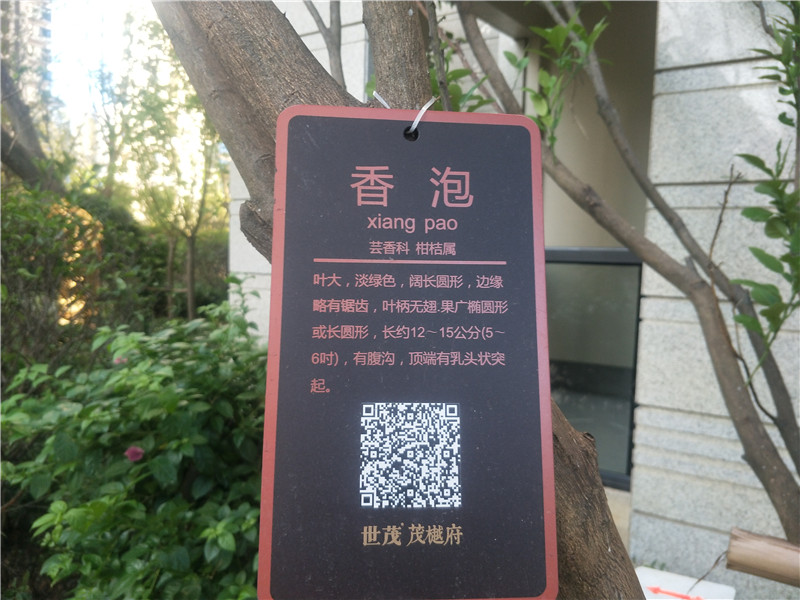 香 泡
xiang pao
芸香科 柑桔属
叶大，淡绿色，阔长圆形，边缘
略有锯齿，叶柄无翅.果广椭圆形
或长圆形，长约12～15公分(5～
6吋)，有腹沟，顶端有乳头状突
起。
世茂 茂樾府